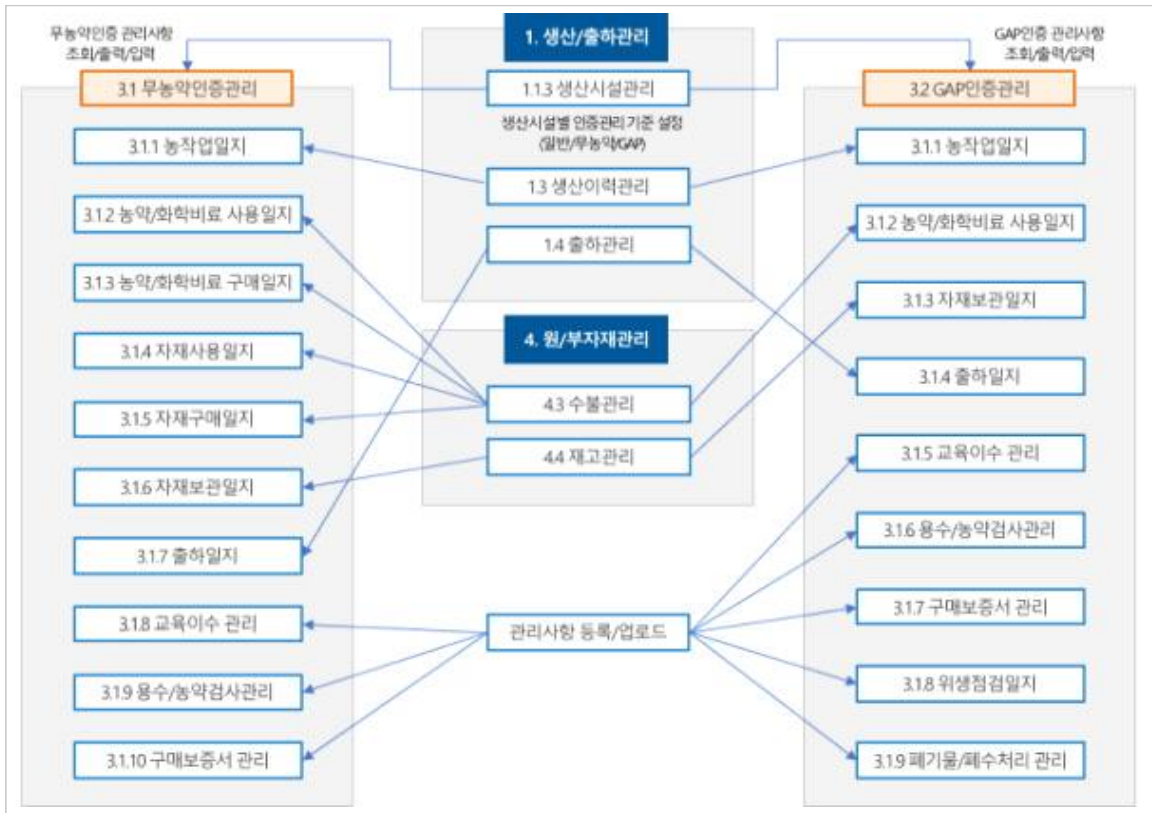 무농약인증 관리사항
조회/출력/입력
3.1 무농약인증관리
3.1.1 농작업일지
3.1.2 농약/화학비료 사용일지
3.1.3 농약/화학비료 구매일지
3.1.4 자재사용일지
3.1.5 자재구매일지
3.1.6 자재보관일지
3.1.7 출하일지
3.1.8 교육이수 관리
3.1.9 용수/농약검사관리
3.1.10 구매보증서 관리
1. 생산/출하관리
1.1.3 생산시설관리
생산시설별 인증관리 기준 설정
(일반/무농약/GAP)
1.3 생산이력관리
1.4 출하관리
4. 원/부자재관리
4.3 수불관리
4.4 재고관리
관리사항 등록/업로드
GAP인증 관리사항
조회/출력/입력
3.2 GAP인증관리
3.1.1 농작업일지
3.1.2 농약/화학비료 사용일지
3.1.3 자재보관일지
3.1.4 출하일지
3.1.5 교육이수 관리
3.1.6 용수/농약검사관리
3.1.7 구매보증서 관리
3.1.8 위생점검일지
3.1.9 폐기물/폐수처리 관리